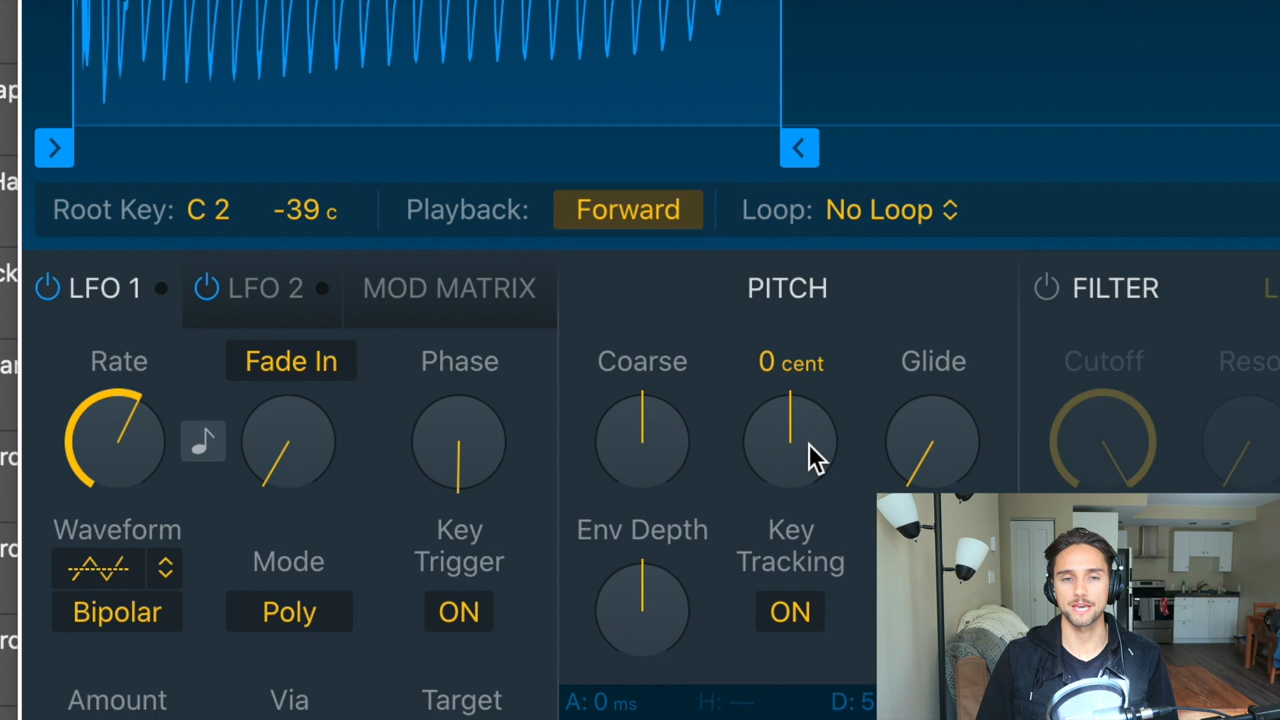 Root Key: C 2 -39 c Playback: Forward Loop: No Loop
LFO 1 LFO 2 MOD MATRIX PITCH FILTER
Rate Fade In Phase Coarse 0 cent Glide Cutoff
Waveform Mode Key Trigger Env Depth Key Tracking
Bipolar Poly ON ON
Amount Via Target A: 0 ms H: — D: 5